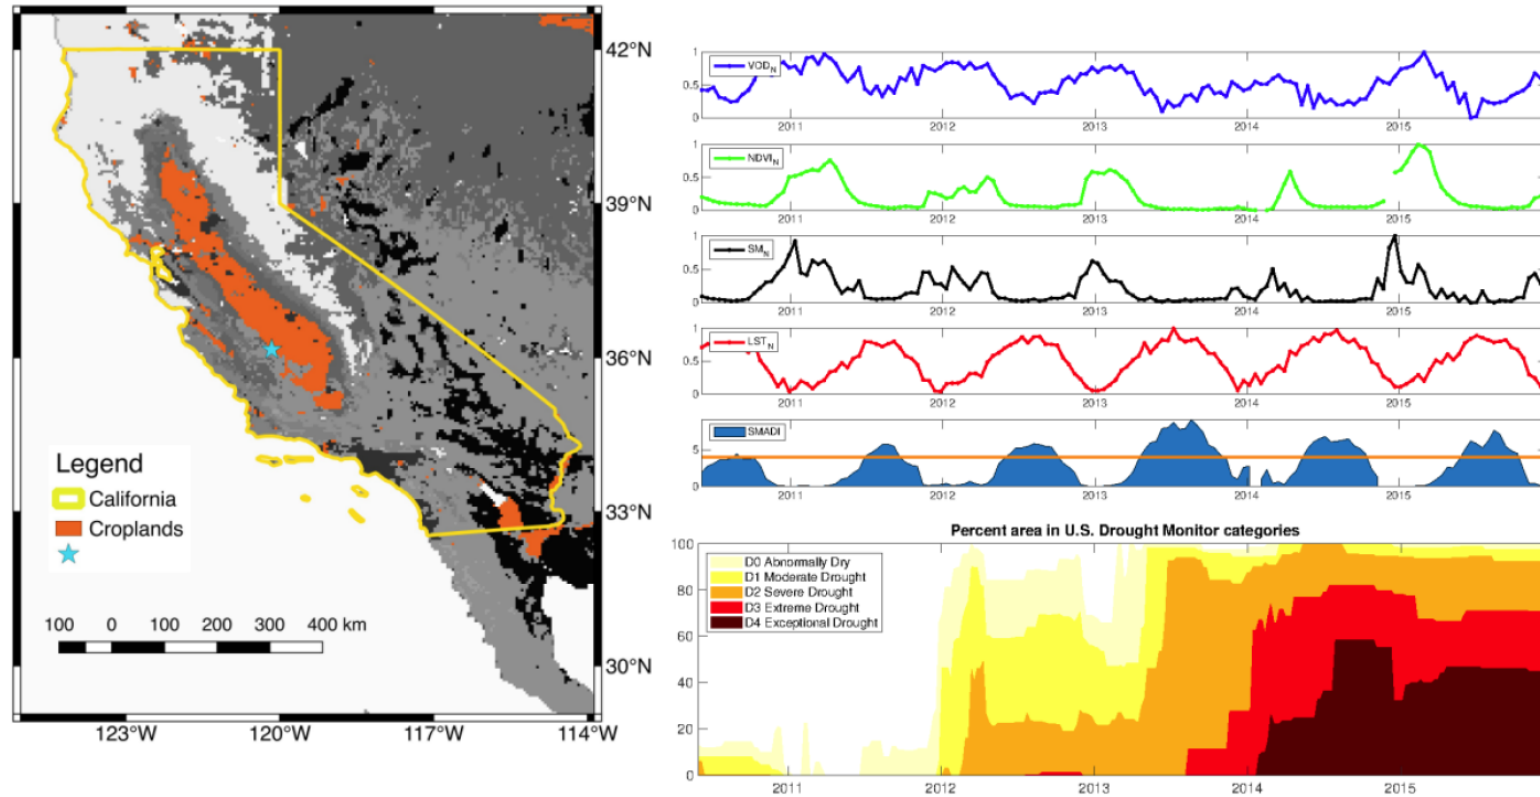 42°N
39°N
36°N
33°N
30°N
123°W 120°W 117°W 114°W
Legend
California
Croplands
100 0 100 200 300 400 km
VOD_N
1
0.5
0
2011 2012 2013 2014 2015
NDVI_N
1
0.5
0
2011 2012 2013 2014 2015
SM_N
1
0.5
0
2011 2012 2013 2014 2015
LST_N
1
0.5
0
2011 2012 2013 2014 2015
SMADI
5
0
2011 2012 2013 2014 2015
Percent area in U.S. Drought Monitor categories
100
80
60
40
20
0
D0 Abnormally Dry
D1 Moderate Drought
D2 Severe Drought
D3 Extreme Drought
D4 Exceptional Drought
2011 2012 2013 2014 2015